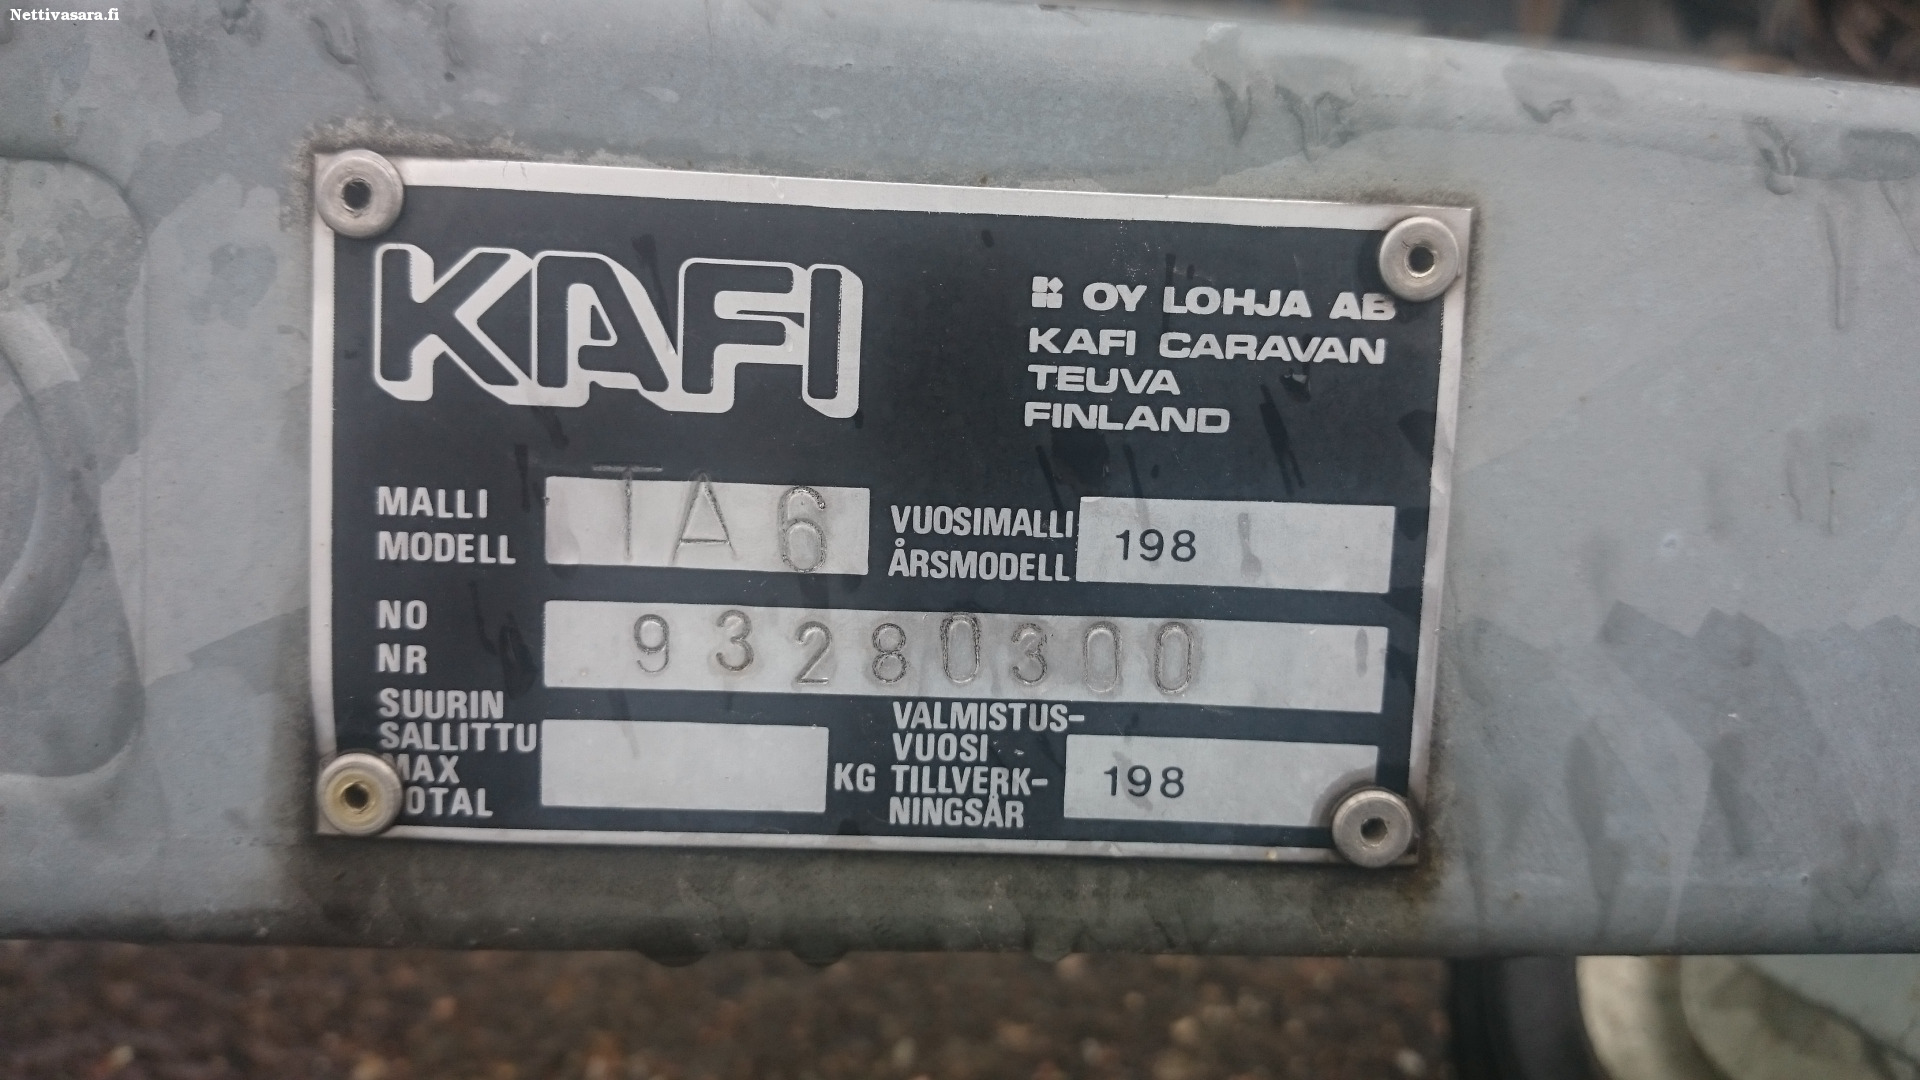 Nettivasara.fi
KAFI
OY LOHJA AB
KAFI CARAVAN
TEUVA
FINLAND
MALLI
MODELL
TA6
VUOSIMALLI
ÅRSMODELL
198
NO
NR
93280300
SUURIN
SALLITTU
MAX
TOTAL
KG
VALMISTUS-
VUOSI
TILLVERK-
NINGSÅR
198